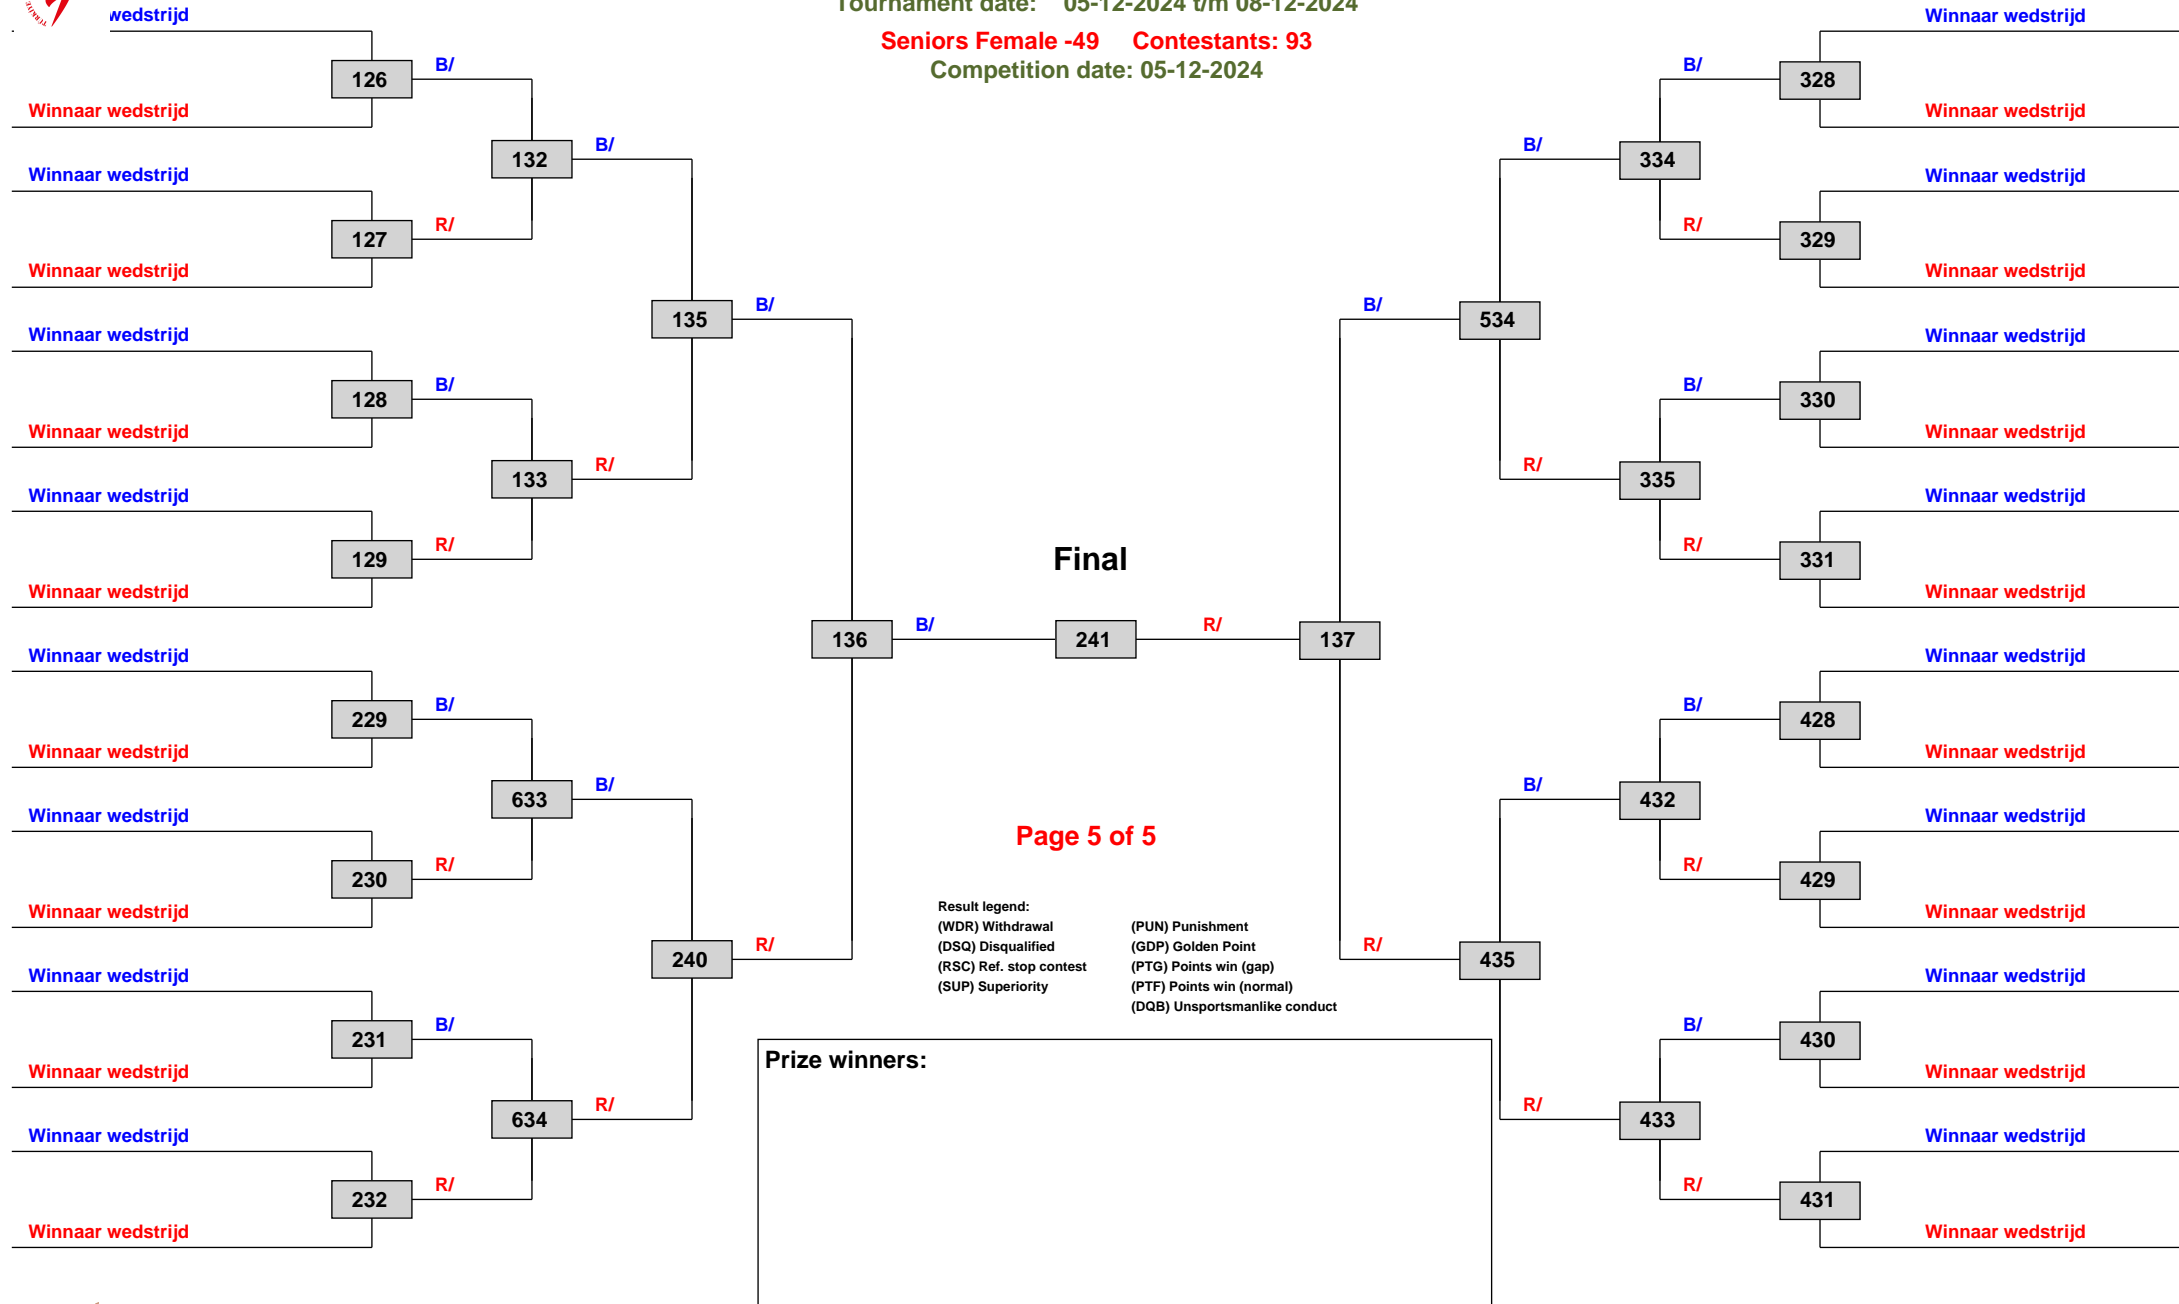 Tournament date: 05-12-2024 t/m 08-12-2024
Seniors Female -49 Contestants: 93
Competition date: 05-12-2024
wedstrijd
126
B/
Winnaar wedstrijd
132
B/
Winnaar wedstrijd
127
R/
Winnaar wedstrijd
135
B/
Winnaar wedstrijd
128
B/
Winnaar wedstrijd
133
R/
Winnaar wedstrijd
129
R/
Winnaar wedstrijd
136
B/
Winnaar wedstrijd
229
B/
Winnaar wedstrijd
633
B/
Winnaar wedstrijd
230
R/
Winnaar wedstrijd
240
R/
Winnaar wedstrijd
231
B/
Winnaar wedstrijd
634
R/
Winnaar wedstrijd
232
R/
Winnaar wedstrijd
Final
241
R/
137
Winnaar wedstrijd
B/
328
Winnaar wedstrijd
B/
334
Winnaar wedstrijd
R/
329
Winnaar wedstrijd
B/
534
Winnaar wedstrijd
B/
330
Winnaar wedstrijd
R/
335
Winnaar wedstrijd
R/
331
Winnaar wedstrijd
Winnaar wedstrijd
B/
428
Winnaar wedstrijd
B/
432
Winnaar wedstrijd
R/
429
Winnaar wedstrijd
R/
435
Winnaar wedstrijd
B/
430
Winnaar wedstrijd
R/
433
Winnaar wedstrijd
R/
431
Winnaar wedstrijd
Page 5 of 5
Result legend:
(WDR) Withdrawal
(DSQ) Disqualified
(RSC) Ref. stop contest
(SUP) Superiority
(PUN) Punishment
(GDP) Golden Point
(PTG) Points win (gap)
(PTF) Points win (normal)
(DQB) Unsportsmanlike conduct
Prize winners: